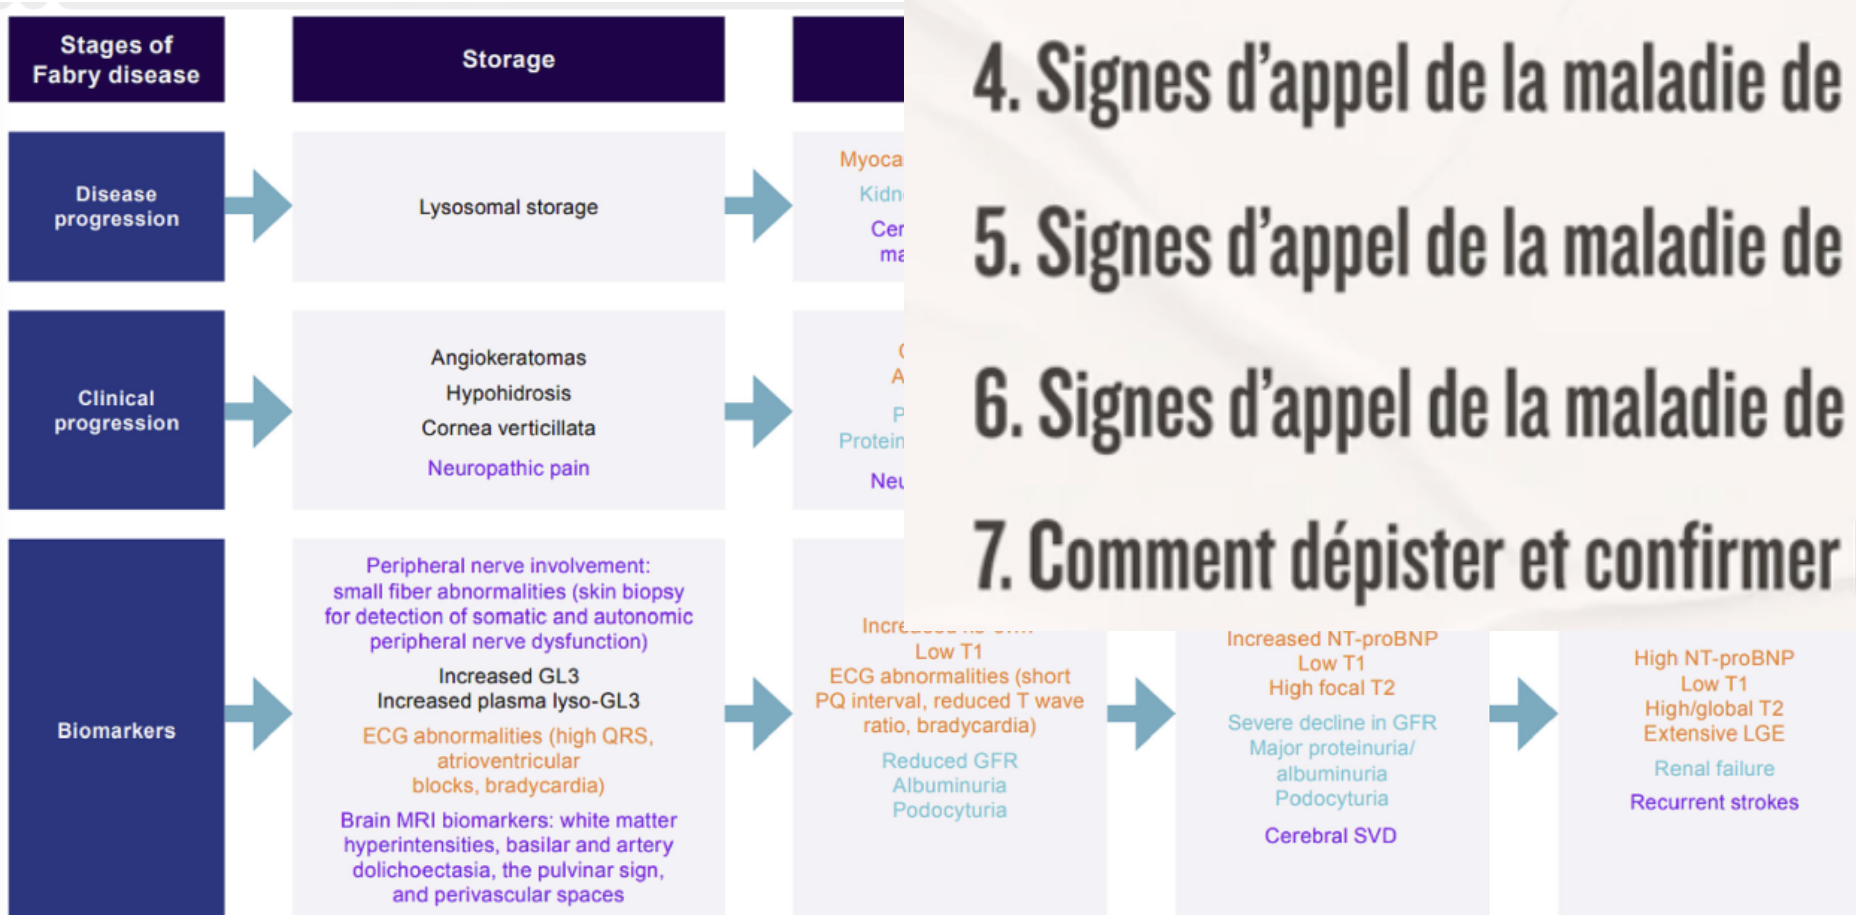 Stages of
Fabry disease
Storage
Disease
progression
Lysosomal storage
Clinical
progression
Angiokeratomas
Hypohidrosis
Cornea verticillata
Neuropathic pain
Biomarkers
Peripheral nerve involvement:
small fiber abnormalities (skin biopsy
for detection of somatic and autonomic
peripheral nerve dysfunction)
Increased GL3
Increased plasma lyso-GL3
ECG abnormalities (high QRS,
atrioventricular
blocks, bradycardia)
Brain MRI biomarkers: white matter
hyperintensities, basilar and artery
dolichoectasia, the pulvinar sign,
and perivascular spaces
Low T1
ECG abnormalities (short
PQ interval, reduced T wave
ratio, bradycardia)
Reduced GFR
Albuminuria
Podocyturia
Increased NT-proBNP
Low T1
High focal T2
Severe decline in GFR
Major proteinuria/
albuminuria
Podocyturia
Cerebral SVD
High NT-proBNP
Low T1
High/global T2
Extensive LGE
Renal failure
Recurrent strokes
4. Signes d'appel de la maladie de
5. Signes d'appel de la maladie de
6. Signes d'appel de la maladie de
7. Comment dépister et confirmer